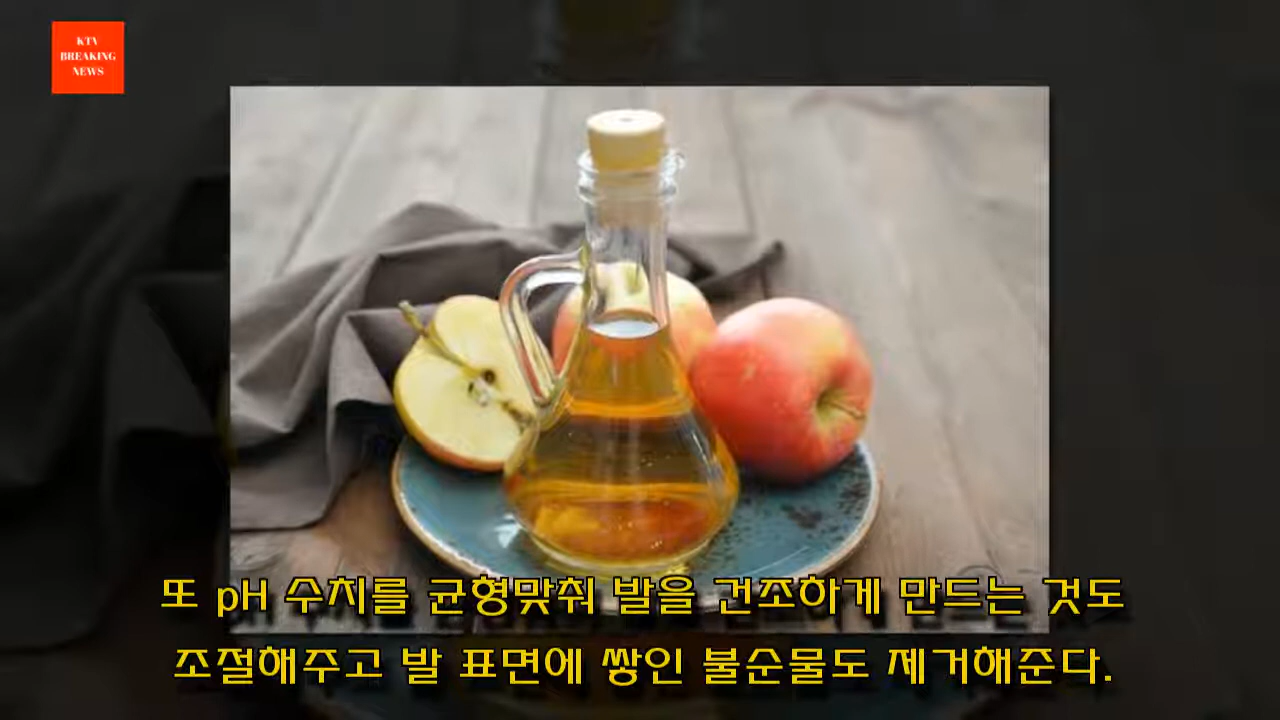 KTV
BREAKING
NEWS
또 pH 수치를 균형맞춰 발을 건조하게 만드는 것도
조절해주고 발 표면에 쌓인 불순물도 제거해준다.